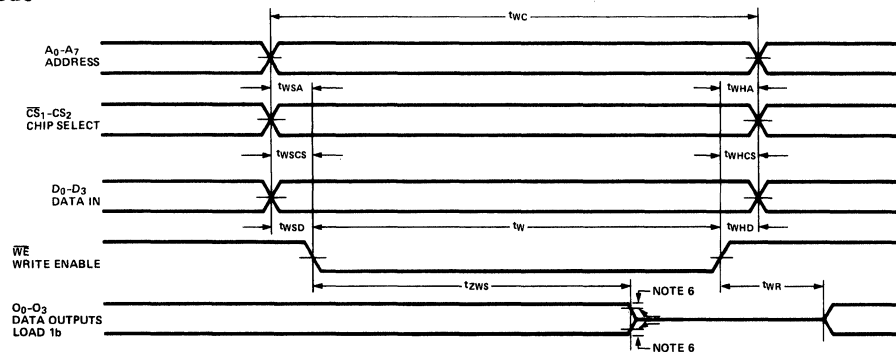 tWC
A0-A7
ADDRESS
tWSA
tWHA
CS1-CS2
CHIP SELECT
tWSCS
tWHCS
D0-D3
DATA IN
tWSD
tW
tWHD
WE
WRITE ENABLE
tZWS
NOTE 6
tWR
O0-O3
DATA OUTPUTS
LOAD 1b
NOTE 6